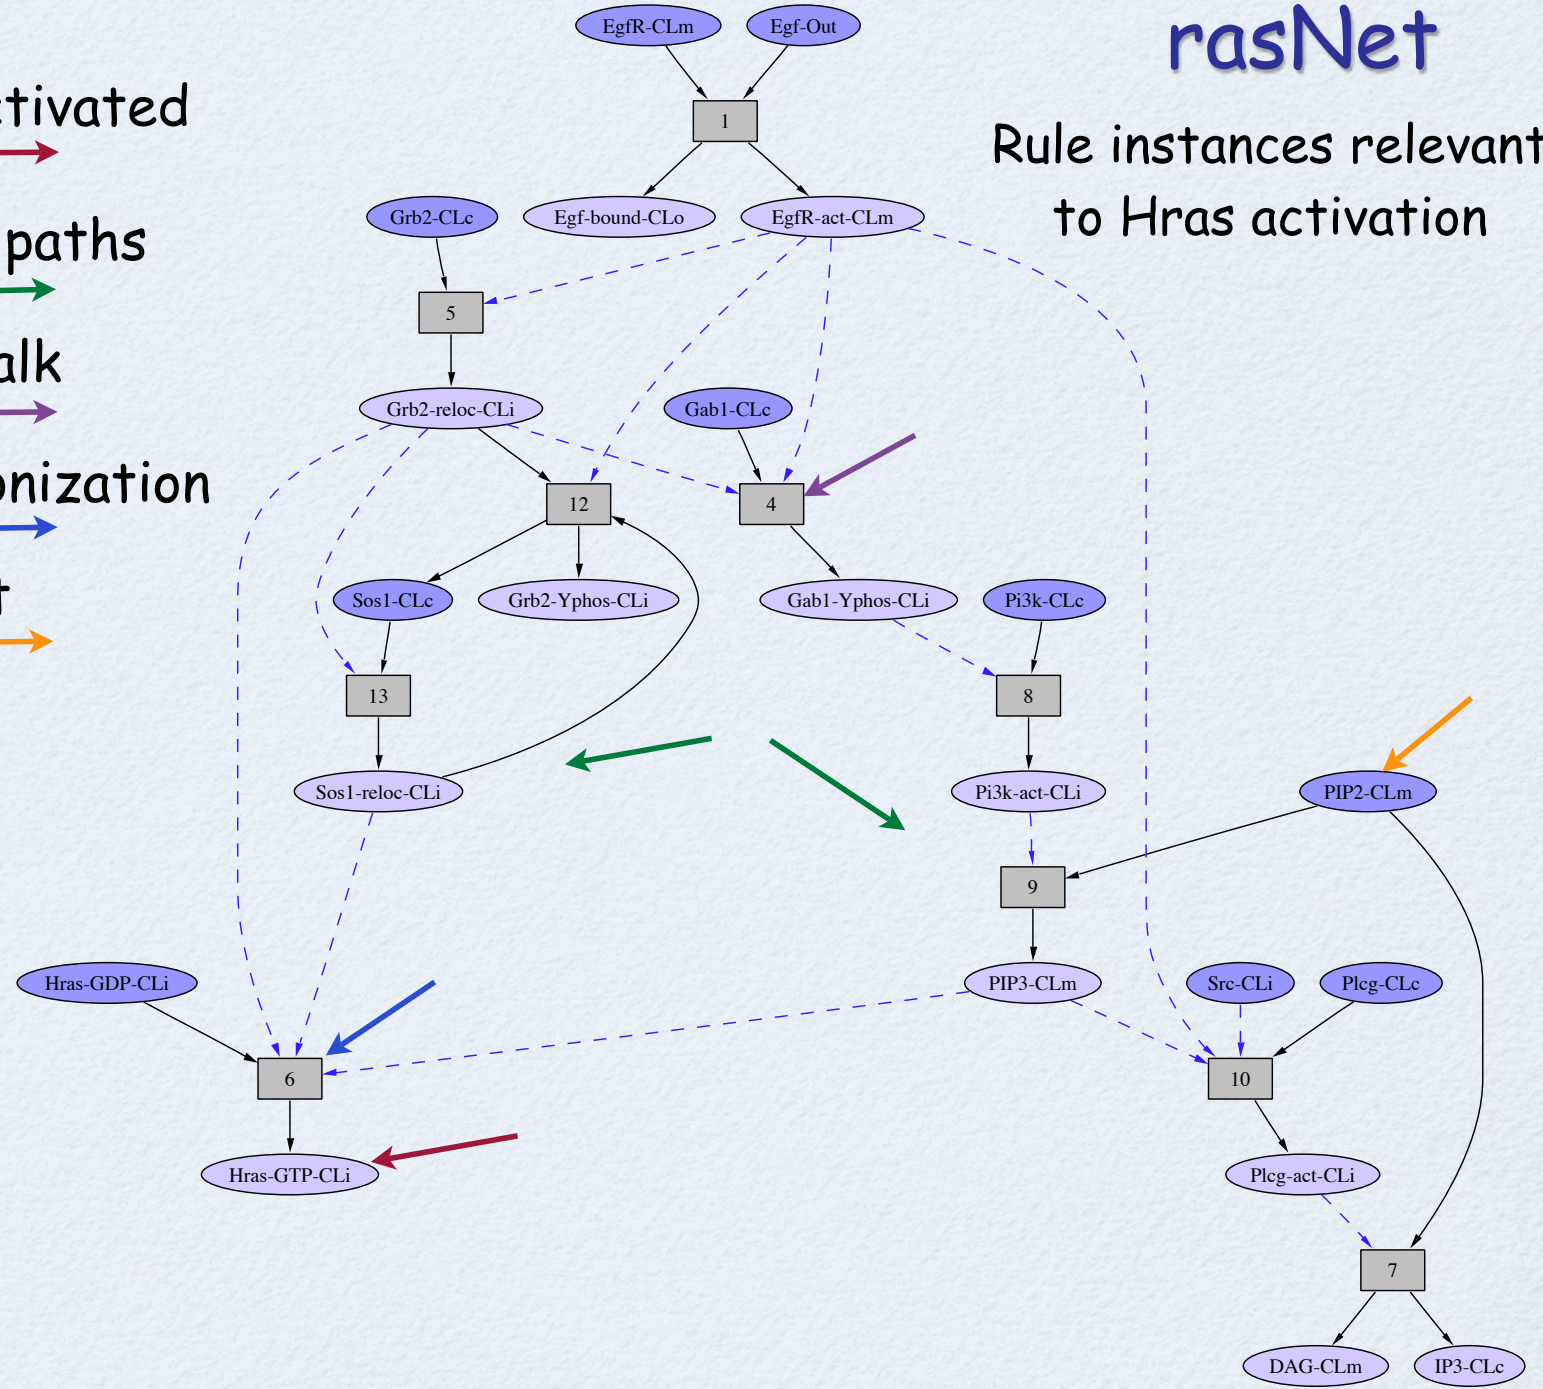 EgfR-CLm
Egf-Out
rasNet
Rule instances relevant
to Hras activation
1
paths
Grb2-CLc
Egf-bound-CLo
EgfR-act-CLm
5
Grb2-reloc-CLi
Gab1-CLc
12
4
Sos1-CLc
Grb2-Yphos-CLi
Gab1-Yphos-CLi
Pi3k-CLc
13
8
Sos1-reloc-CLi
Pi3k-act-CLi
PIP2-CLm
9
Hras-GDP-CLi
PIP3-CLm
Src-CLi
Plcg-CLc
6
10
Hras-GTP-CLi
Plcg-act-CLi
7
DAG-CLm
IP3-CLc